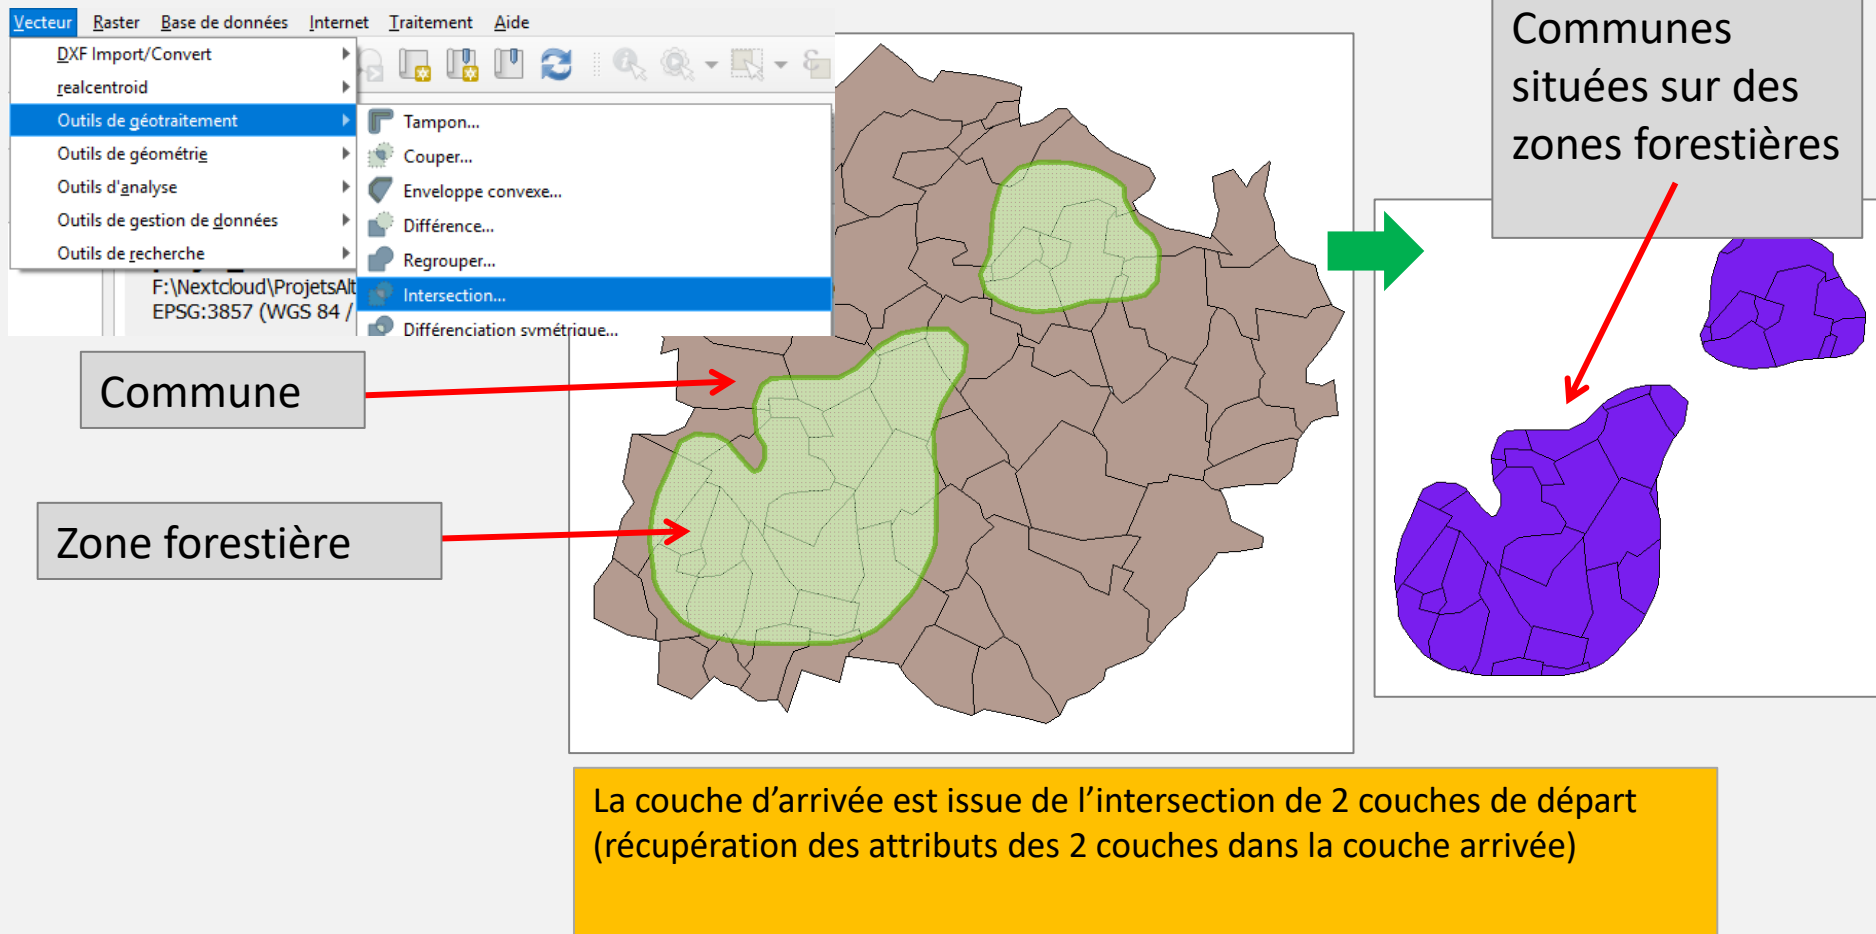 Vecteur Raster Base de données Internet Traitement Aide
DXF Import/Convert
realcentroid
Outils de géotraitement
Outils de géométrie
Outils d'analyse
Outils de gestion de données
Outils de recherche
Tampon...
Couper...
Enveloppe convexe...
Différence...
Regrouper...
Intersection...
Différenciation symétrique...
F:\Nextcloud\ProjetsAlt
EPSG:3857 (WGS 84 /
Commune
Zone forestière
Communes
situées sur des
zones forestières
La couche d’arrivée est issue de l’intersection de 2 couches de départ
(récupération des attributs des 2 couches dans la couche arrivée)